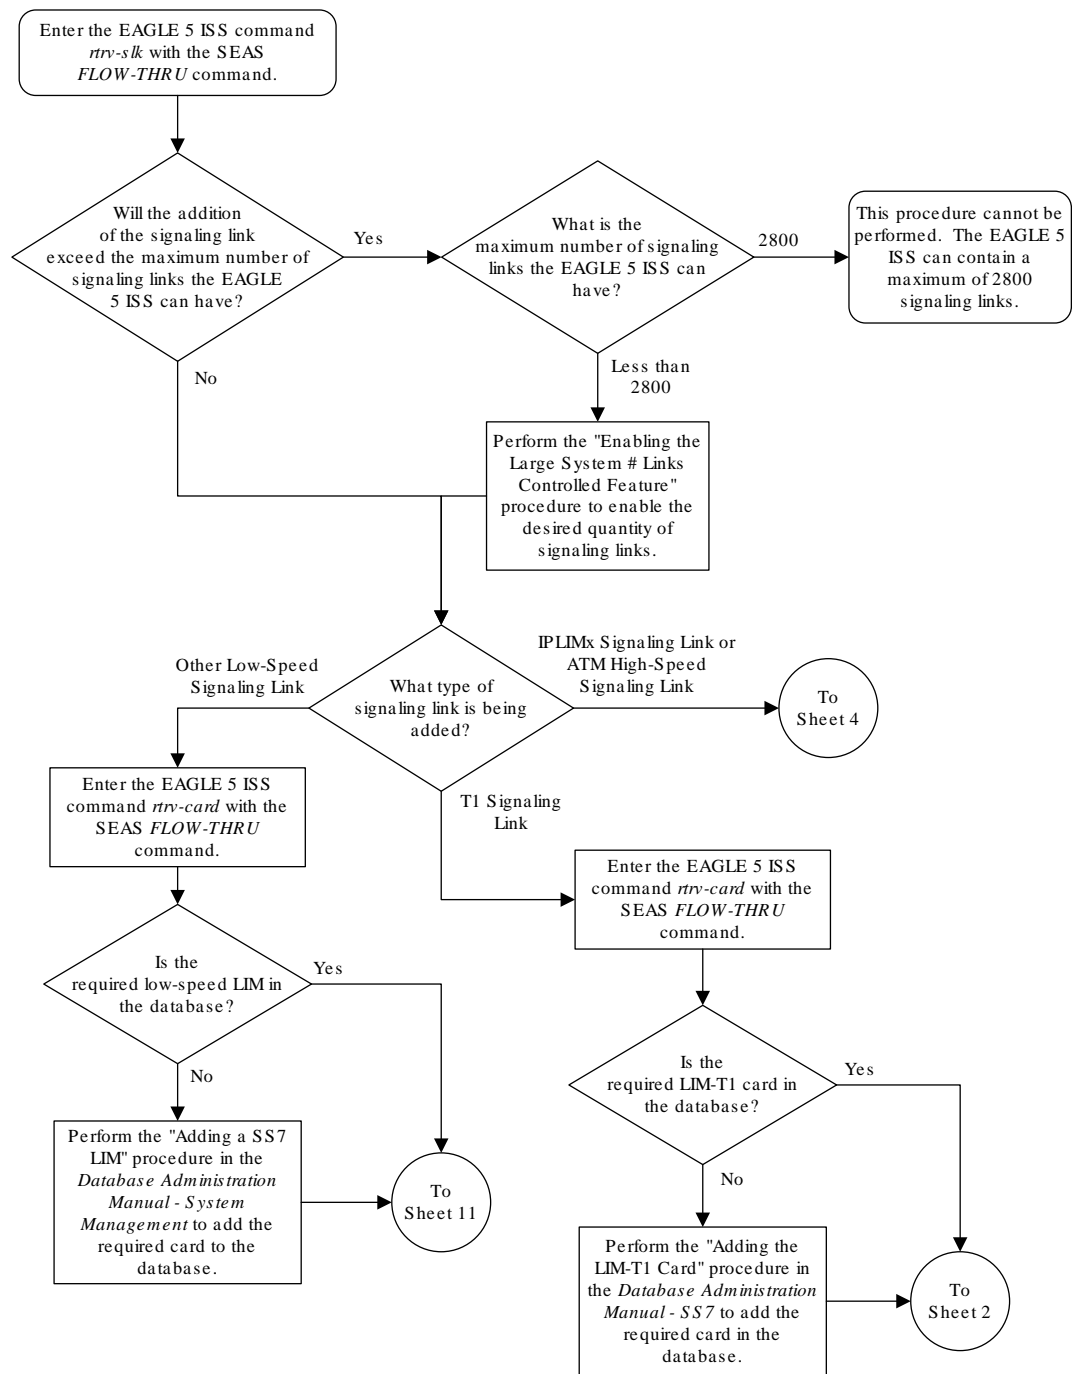 Enter the EAGLE 5 ISS command
rtrv-slk with the SEAS
FLOW-THRU command.
Will the addition
of the signaling link
exceed the maximum number of
signaling links the EAGLE
5 ISS can have?
Yes
What is the
maximum number of signaling
links the EAGLE 5 ISS can
have?
2800
This procedure cannot be
performed. The EAGLE 5
ISS can contain a
maximum of 2800
signaling links.
No
Less than
2800
Perform the "Enabling the
Large System # Links
Controlled Feature"
procedure to enable the
desired quantity of
signaling links.
Other Low-Speed
Signaling Link
What type of
signaling link is being
added?
IPLIMx Signaling Link or
ATM High-Speed
Signaling Link
To
Sheet 4
Enter the EAGLE 5 ISS
command rtrv-card with the
SEAS FLOW-THRU
command.
T1 Signaling
Link
Enter the EAGLE 5 ISS
command rtrv-card with the
SEAS FLOW-THRU
command.
Is the
required low-speed LIM in
the database?
Yes
No
Is the
required LIM-T1 card in
the database?
Yes
No
Perform the "Adding a SS7
LIM" procedure in the
Database Administration
Manual - System
Management to add the
required card to the
database.
To
Sheet 11
Perform the "Adding the
LIM-T1 Card" procedure in
the Database Administration
Manual - SS7 to add the
required card in the
database.
To
Sheet 2